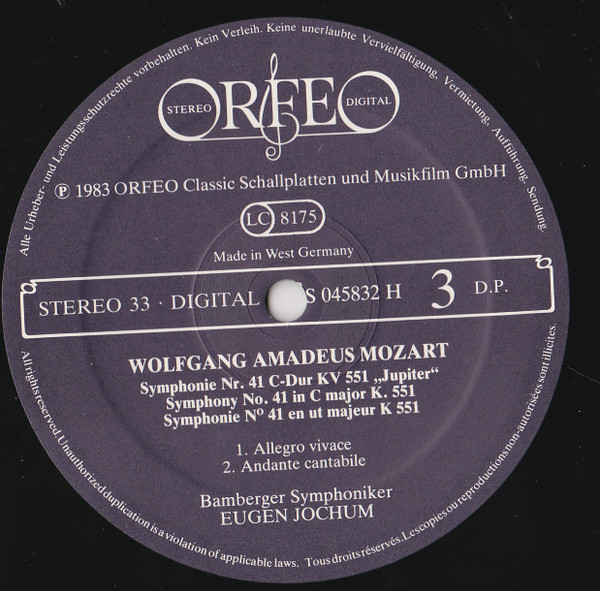 Alle Urheber- und Leistungsschutzrechte vorbehalten. Kein Verleih. Keine unerlaubte Vervielfältigung, Vermietung, Aufführung, Sendung.
STEREO ORFEO DIGITAL
℗ 1983 ORFEO Classic Schallplatten und Musikfilm GmbH
LC 8175
Made in West Germany
STEREO 33 · DIGITAL S 045832 H 3 D.P.
WOLFGANG AMADEUS MOZART
Symphonie Nr. 41 C-Dur KV 551 „Jupiter“
Symphony No. 41 in C major K. 551
Symphonie Nº 41 en ut majeur K 551
1. Allegro vivace
2. Andante cantabile
Bamberger Symphoniker
EUGEN JOCHUM
All rights reserved. Unauthorized duplication is a violation of applicable laws. Tous droits réservés. Les copies ou reproductions non-autorisées sont illicites.